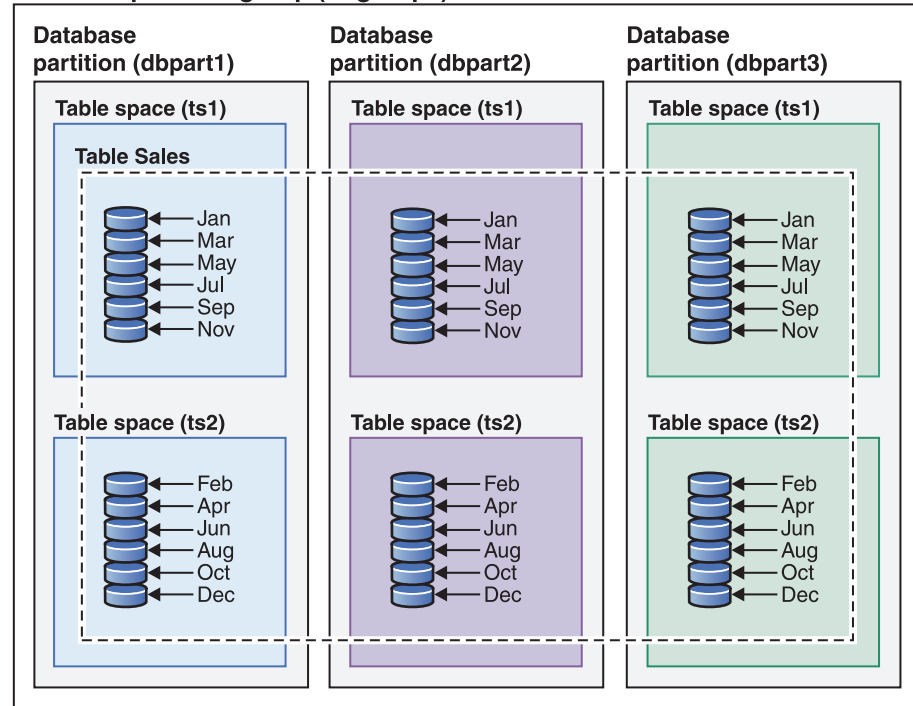 Database
partition (dbpart1)
Table space (ts1)
Table Sales
Jan
Mar
May
Jul
Sep
Nov
Table space (ts2)
Feb
Apr
Jun
Aug
Oct
Dec
Database
partition (dbpart2)
Table space (ts1)
Jan
Mar
May
Jul
Sep
Nov
Table space (ts2)
Feb
Apr
Jun
Aug
Oct
Dec
Database
partition (dbpart3)
Table space (ts1)
Jan
Mar
May
Jul
Sep
Nov
Table space (ts2)
Feb
Apr
Jun
Aug
Oct
Dec